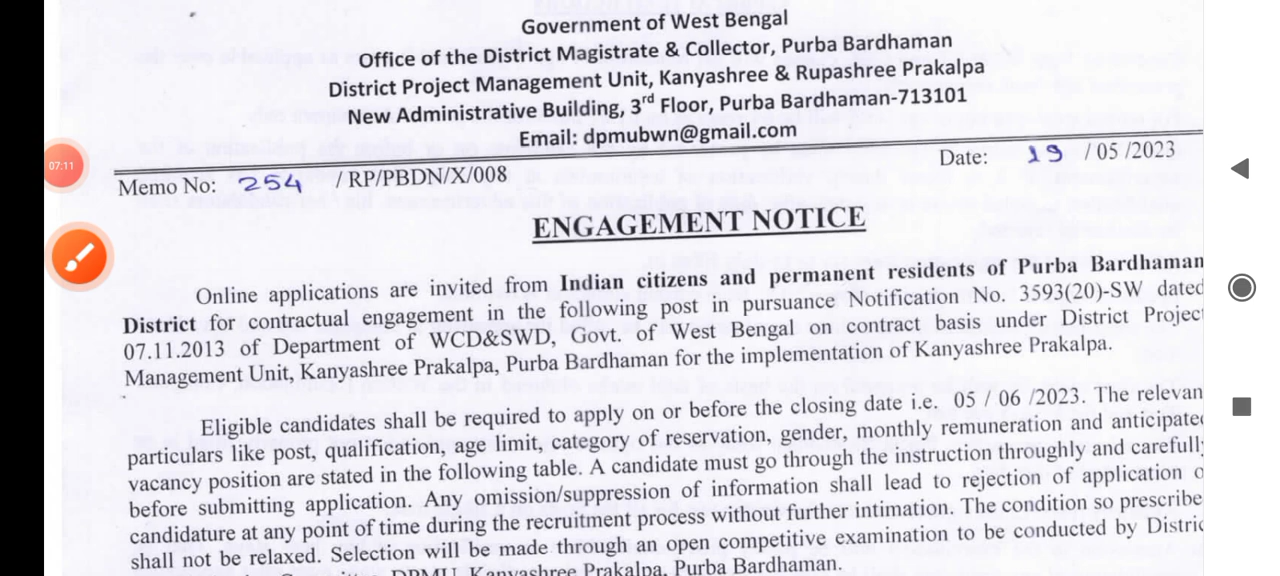 Government of West Bengal
Office of the District Magistrate & Collector, Purba Bardhaman
District Project Management Unit, Kanyashree & Rupashree Prakalpa
New Administrative Building, 3rd Floor, Purba Bardhaman-713101
Email: dpmubwn@gmail.com
Memo No: 254 / RP/PBDN/X/008 Date: 19 / 05 /2023
07:11
ENGAGEMENT NOTICE
Online applications are invited from Indian citizens and permanent residents of Purba Bardhaman
District for contractual engagement in the following post in pursuance Notification No. 3593(20)-SW dated
07.11.2013 of Department of WCD&SWD, Govt. of West Bengal on contract basis under District Project
Management Unit, Kanyashree Prakalpa, Purba Bardhaman for the implementation of Kanyashree Prakalpa.
Eligible candidates shall be required to apply on or before the closing date i.e. 05 / 06 /2023. The relevan
particulars like post, qualification, age limit, category of reservation, gender, monthly remuneration and anticipated
vacancy position are stated in the following table. A candidate must go through the instruction throughly and carefully
before submitting application. Any omission/suppression of information shall lead to rejection of application o
candidature at any point of time during the recruitment process without further intimation. The condition so prescribe
shall not be relaxed. Selection will be made through an open competitive examination to be conducted by Distric
Committee, DPMU, Kanyashree Prakalpa, Purba Bardhaman.